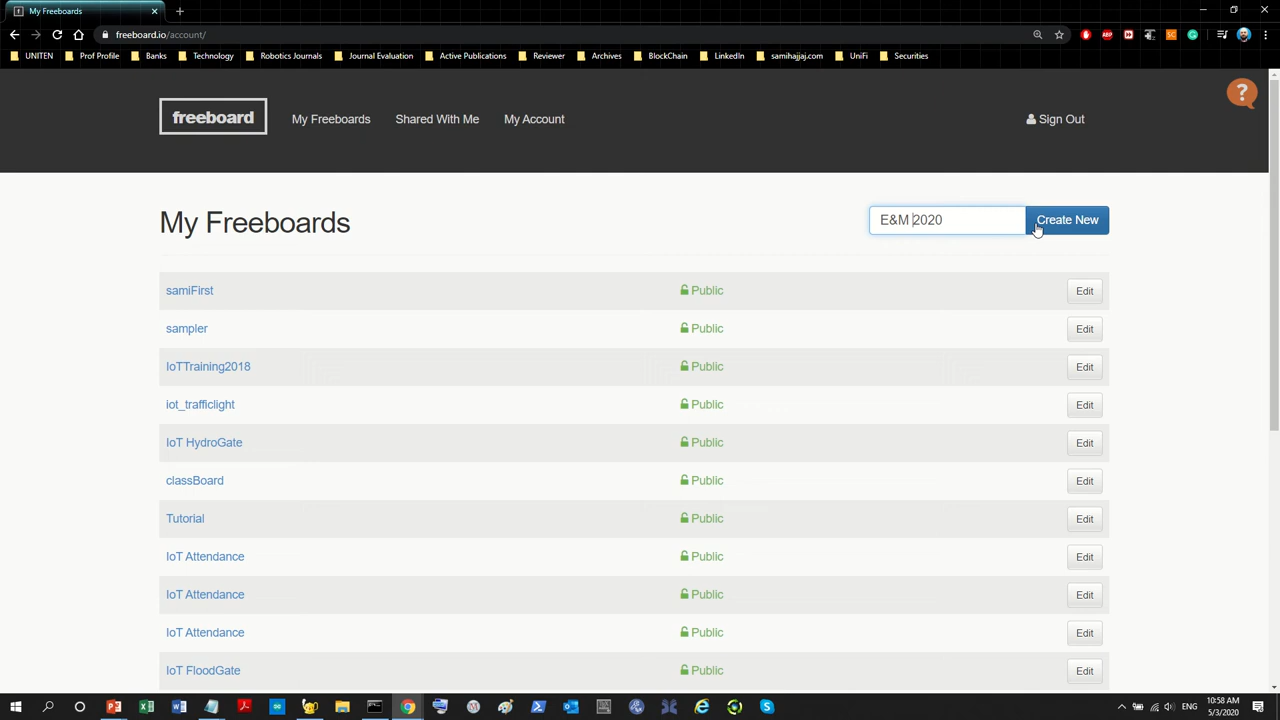 My Freeboards
freeboard.io/account/
UNITEN Prof Profile Banks Technology Robotics Journals Journal Evaluation Active Publications Reviewer Archives BlockChain LinkedIn samihajjaj.com UniFi Securities
freeboard My Freeboards Shared With Me My Account Sign Out
?
My Freeboards
E&M 2020 Create New
samiFirst Public Edit
sampler Public Edit
IoTTraining2018 Public Edit
iot_trafficlight Public Edit
IoT HydroGate Public Edit
classBoard Public Edit
Tutorial Public Edit
IoT Attendance Public Edit
IoT Attendance Public Edit
IoT Attendance Public Edit
IoT FloodGate Public Edit
ENG 10:58 AM
5/3/2020